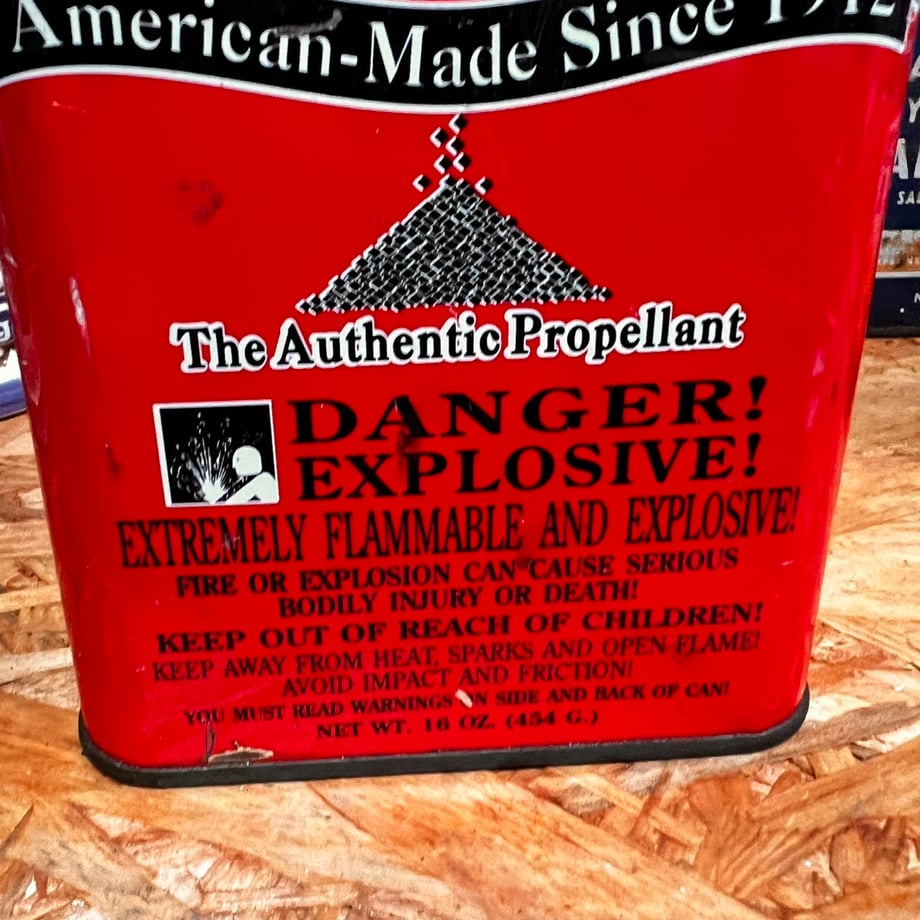 American-Made Since 1912
The Authentic Propellant
DANGER!
EXPLOSIVE!
EXTREMELY FLAMMABLE AND EXPLOSIVE!
FIRE OR EXPLOSION CAN CAUSE SERIOUS
BODILY INJURY OR DEATH!
KEEP OUT OF REACH OF CHILDREN!
KEEP AWAY FROM HEAT, SPARKS AND OPEN FLAME!
AVOID IMPACT AND FRICTION!
YOU MUST READ WARNINGS ON SIDE AND BACK OF CAN!
NET WT. 16 OZ. (454 G.)